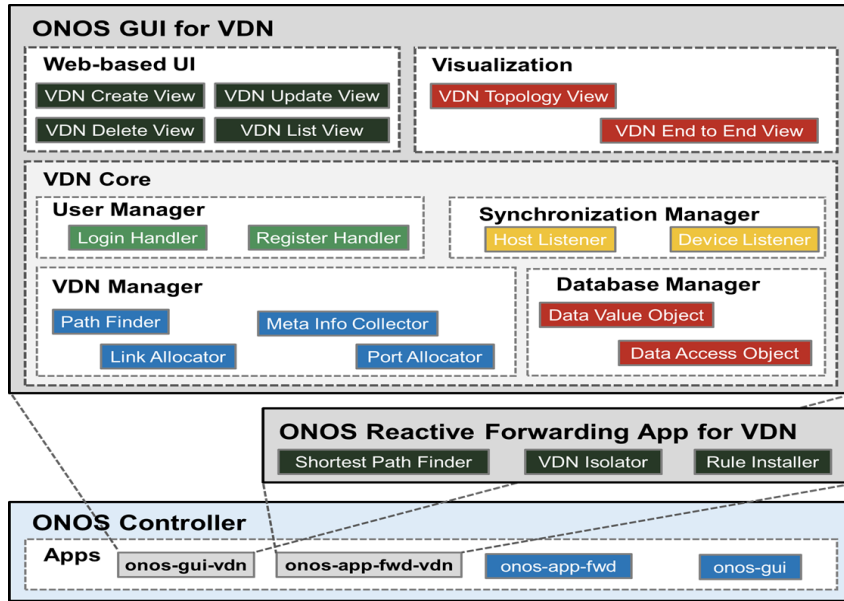 ONOS GUI for VDN
Web-based UI
VDN Create View
VDN Update View
VDN Delete View
VDN List View
Visualization
VDN Topology View
VDN End to End View
VDN Core
User Manager
Login Handler
Register Handler
Synchronization Manager
Host Listener
Device Listener
VDN Manager
Path Finder
Meta Info Collector
Link Allocator
Port Allocator
Database Manager
Data Value Object
Data Access Object
ONOS Reactive Forwarding App for VDN
Shortest Path Finder
VDN Isolator
Rule Installer
ONOS Controller
Apps
onos-gui-vdn
onos-app-fwd-vdn
onos-app-fwd
onos-gui